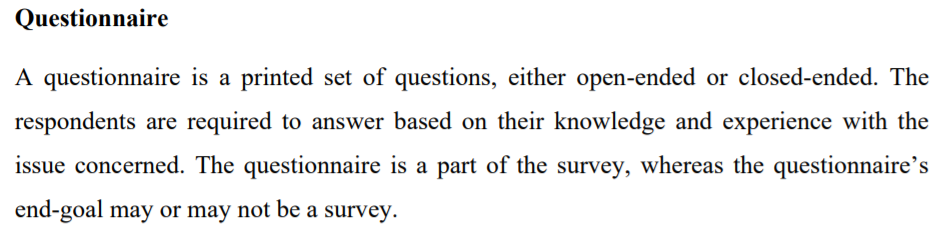 Questionnaire
A questionnaire is a printed set of questions, either open-ended or closed-ended. The
respondents are required to answer based on their knowledge and experience with the
issue concerned. The questionnaire is a part of the survey, whereas the questionnaire’s
end-goal may or may not be a survey.